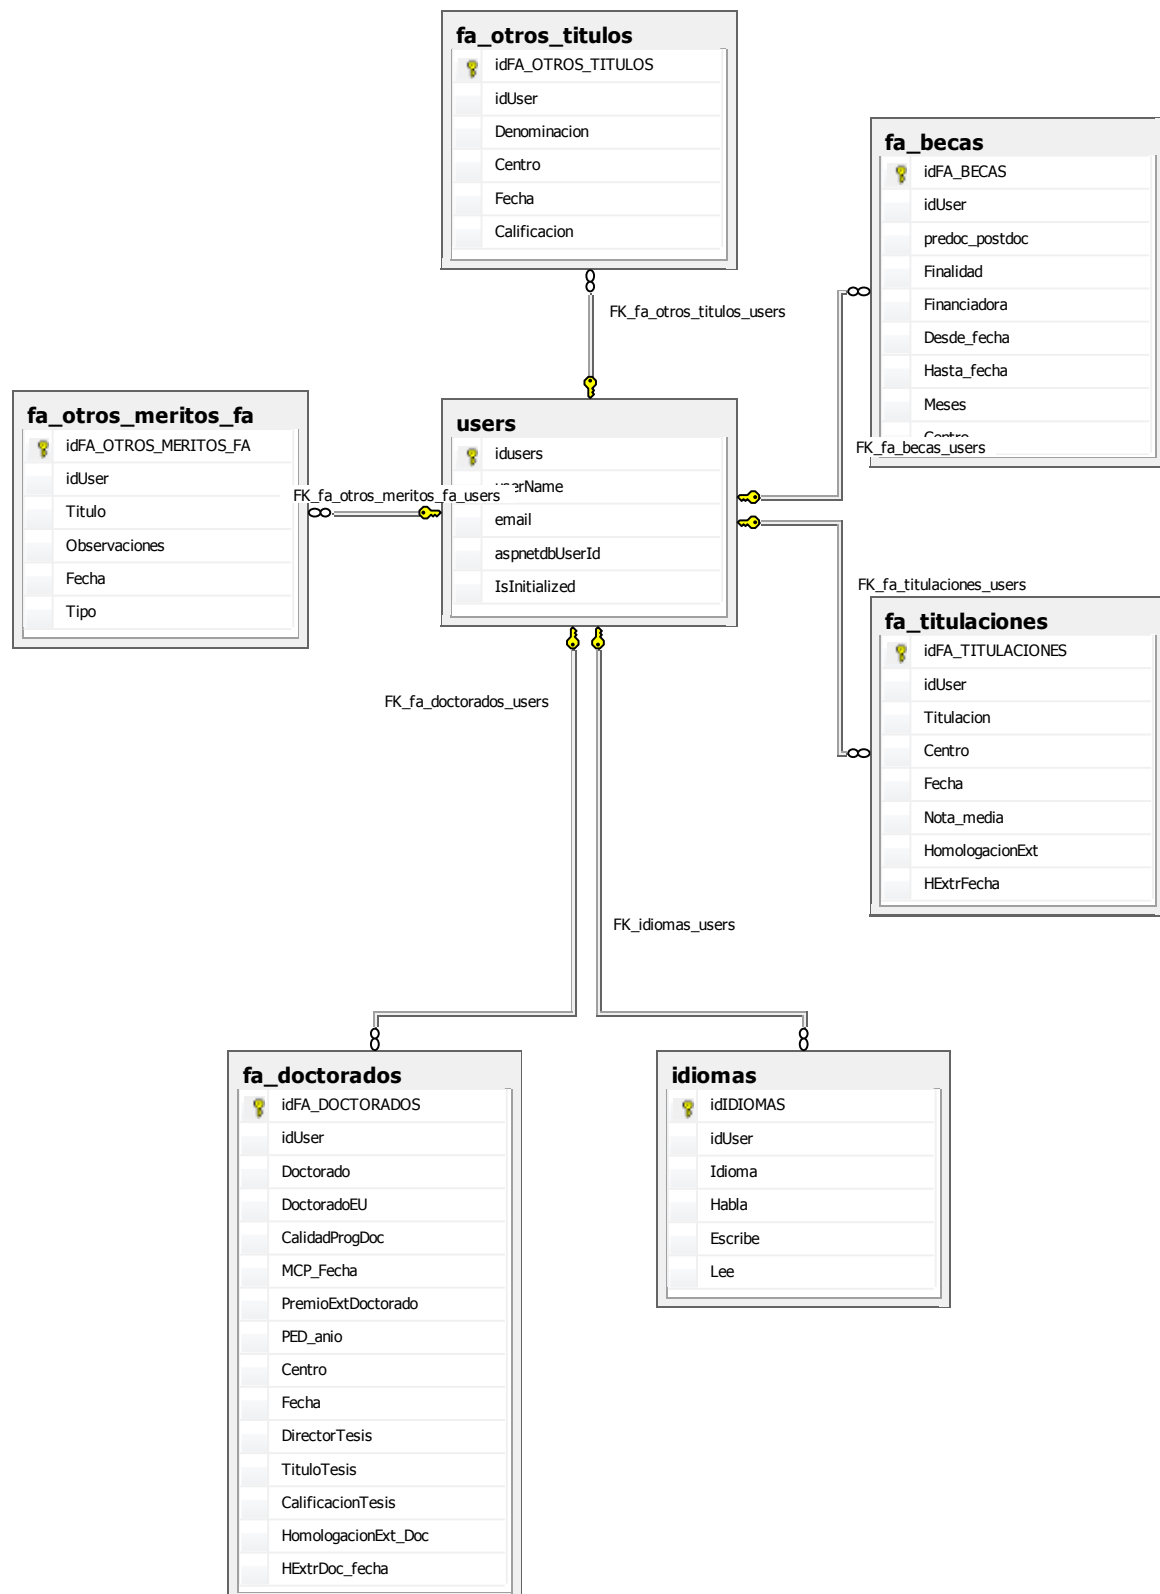 fa_otros_titulos
idFA_OTROS_TITULOS
idUser
Denominacion
Centro
Fecha
Calificacion
fa_becas
idFA_BECAS
idUser
predoc_postdoc
Finalidad
Financiadora
Desde_fecha
Hasta_fecha
Meses
Centro
FK_fa_becas_users
FK_fa_otros_titulos_users
fa_otros_meritos_fa
idFA_OTROS_MERITOS_FA
idUser
Titulo
Observaciones
Fecha
Tipo
FK_fa_otros_meritos_fa_users
users
idusers
userName
email
aspnetdbUserId
IsInitialized
FK_fa_titulaciones_users
fa_titulaciones
idFA_TITULACIONES
idUser
Titulacion
Centro
Fecha
Nota_media
HomologacionExt
HExtrFecha
FK_fa_doctorados_users
FK_idiomas_users
fa_doctorados
idFA_DOCTORADOS
idUser
Doctorado
DoctoradoEU
CalidadProgDoc
MCP_Fecha
PremioExtDoctorado
PED_anio
Centro
Fecha
DirectorTesis
TituloTesis
CalificacionTesis
HomologacionExt_Doc
HExtrDoc_fecha
idiomas
idIDIOMAS
idUser
Idioma
Habla
Escribe
Lee